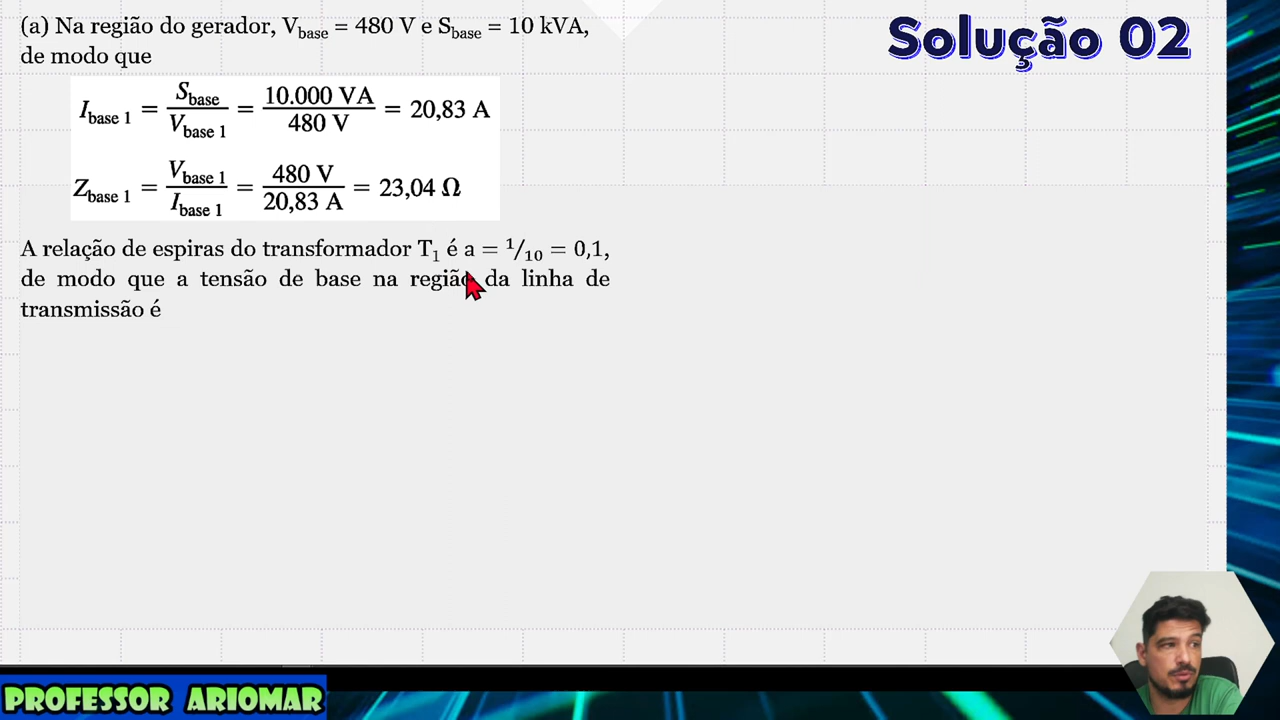 (a) Na região do gerador, Vbase = 480 V e Sbase = 10 kVA,
de modo que
Solução 02
Ibase 1 = Sbase / Vbase 1 = 10.000 VA / 480 V = 20,83 A
Zbase 1 = Vbase 1 / Ibase 1 = 480 V / 20,83 A = 23,04 Ω
A relação de espiras do transformador T1 é a = 1/10 = 0,1,
de modo que a tensão de base na região da linha de
transmissão é
PROFESSOR ARIOMAR